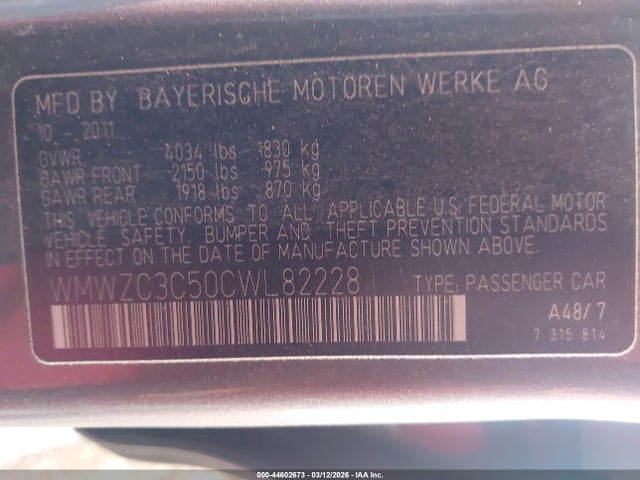 MFD BY BAYERISCHE MOTOREN WERKE AG
10 - 2011
GVWR 4034 lbs 1830 kg
GAWR FRONT 2150 lbs 975 kg
GAWR REAR 1918 lbs 870 kg
THIS VEHICLE CONFORMS TO ALL APPLICABLE U.S. FEDERAL MOTOR
VEHICLE SAFETY, BUMPER AND THEFT PREVENTION STANDARDS
IN EFFECT ON THE DATE OF MANUFACTURE SHOWN ABOVE.
WMWZC3C50CWL82228 TYPE: PASSENGER CAR
A48/7
7 315 814
000-44602673 - 03/12/2026 - IAA Inc.